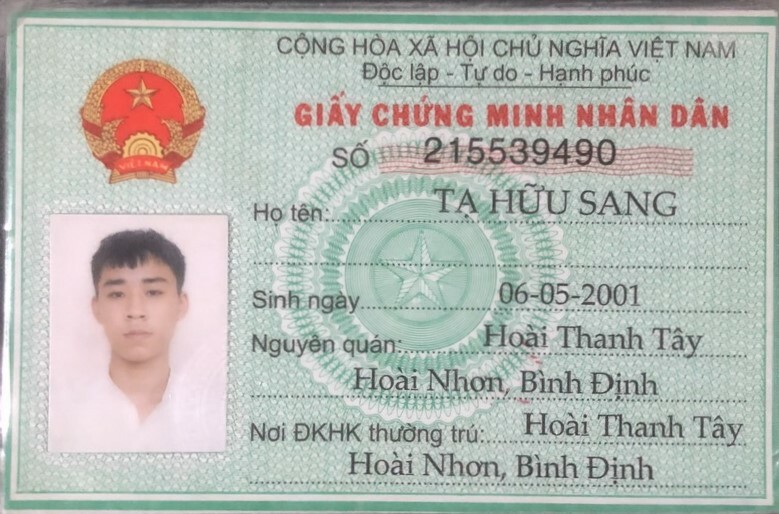 CỘNG HÒA XÃ HỘI CHỦ NGHĨA VIỆT NAM
Độc lập - Tự do - Hạnh phúc
GIẤY CHỨNG MINH NHÂN DÂN
SỐ 215539490
Họ tên: TẠ HỮU SANG
Sinh ngày 06-05-2001
Nguyên quán: Hoài Thanh Tây
Hoài Nhơn, Bình Định
Nơi ĐKHK thường trú: Hoài Thanh Tây
Hoài Nhơn, Bình Định
VIỆT NAM